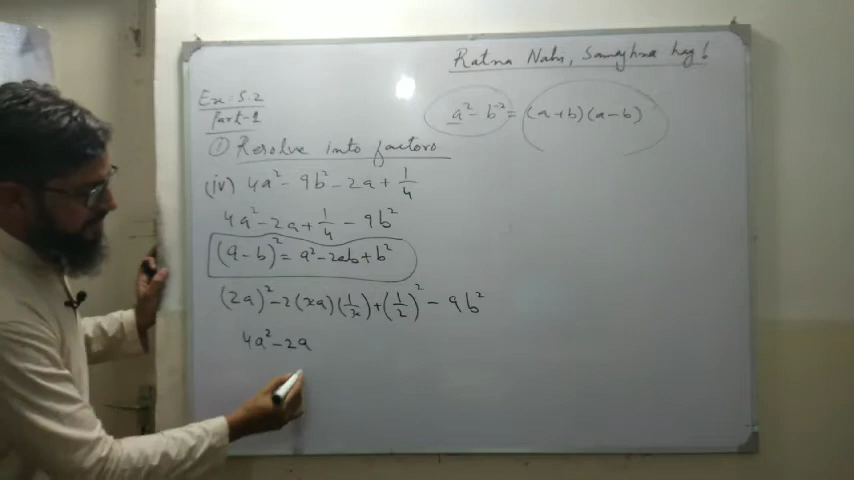 Ratna Nahi, Samajhna hay!
Ex: 5.2
Part-1
a² - b² = (a+b)(a-b)
① Resolve into factors
(iv) 4a² - 9b² - 2a + 1/4
4a² - 2a + 1/4 - 9b²
(a-b)² = a² - 2ab + b²
(2a)² - 2(2a)(1/2) + (1/2)² - 9b²
4a² - 2a